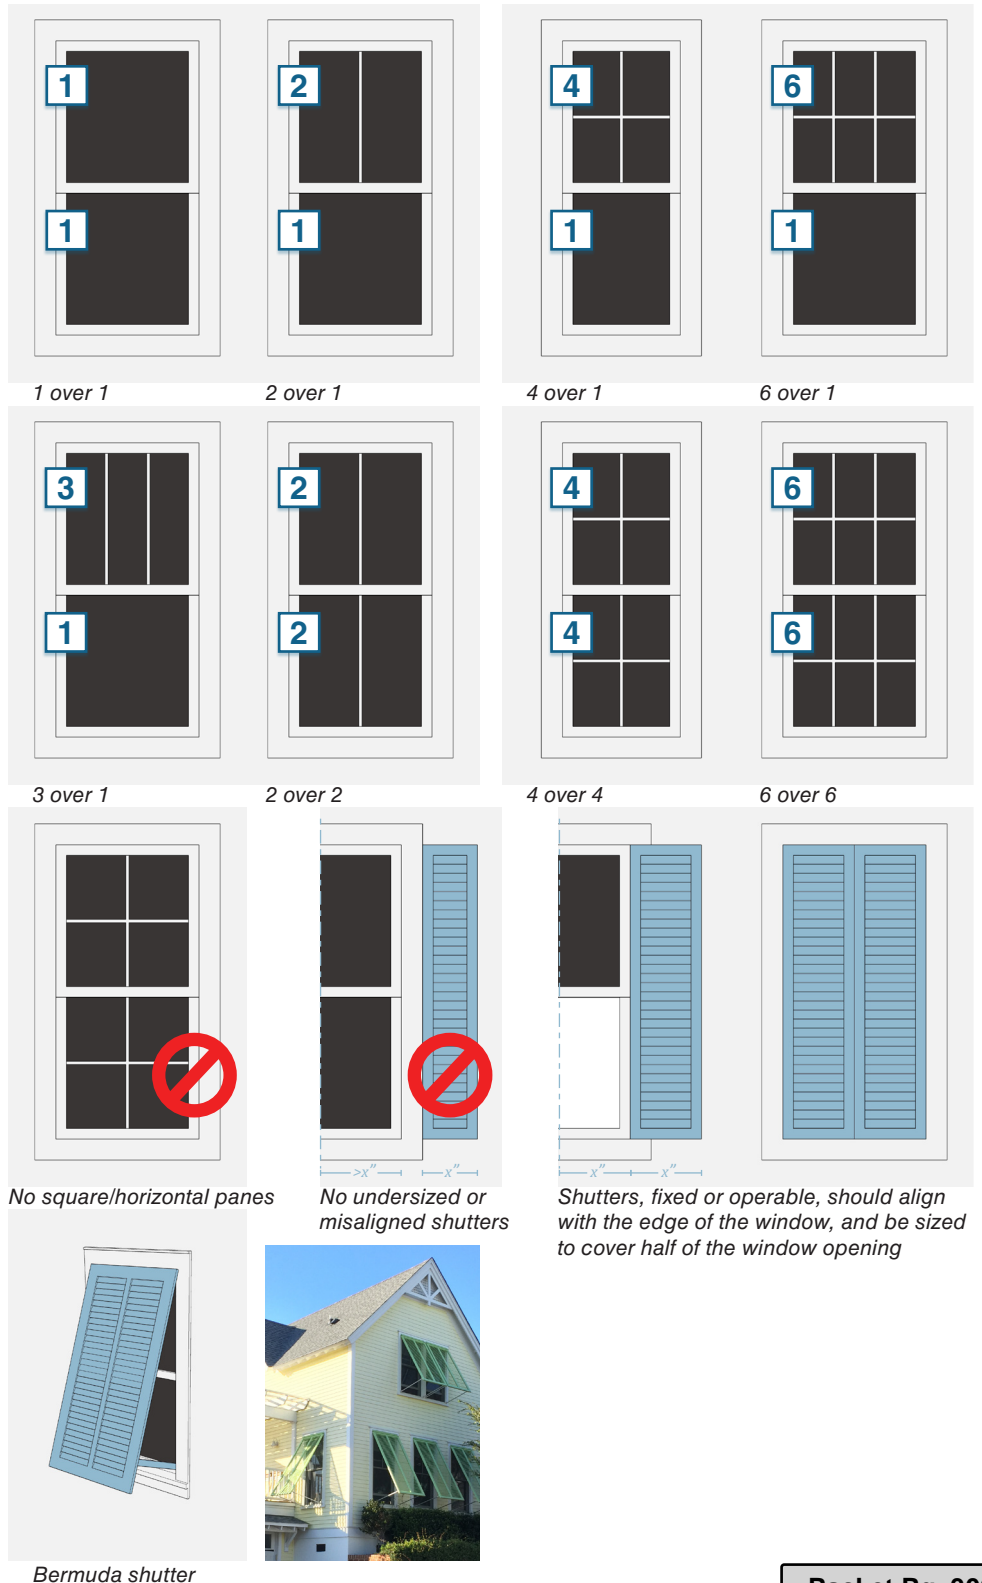 1 2 4 6
1 1 1 1
1 over 1 2 over 1 4 over 1 6 over 1
3 2 4 6
1 2 4 6
3 over 1 2 over 2 4 over 4 6 over 6
>x" x" x" x"
No square/horizontal panes
No undersized or
misaligned shutters
Shutters, fixed or operable, should align
with the edge of the window, and be sized
to cover half of the window opening
Bermuda shutter